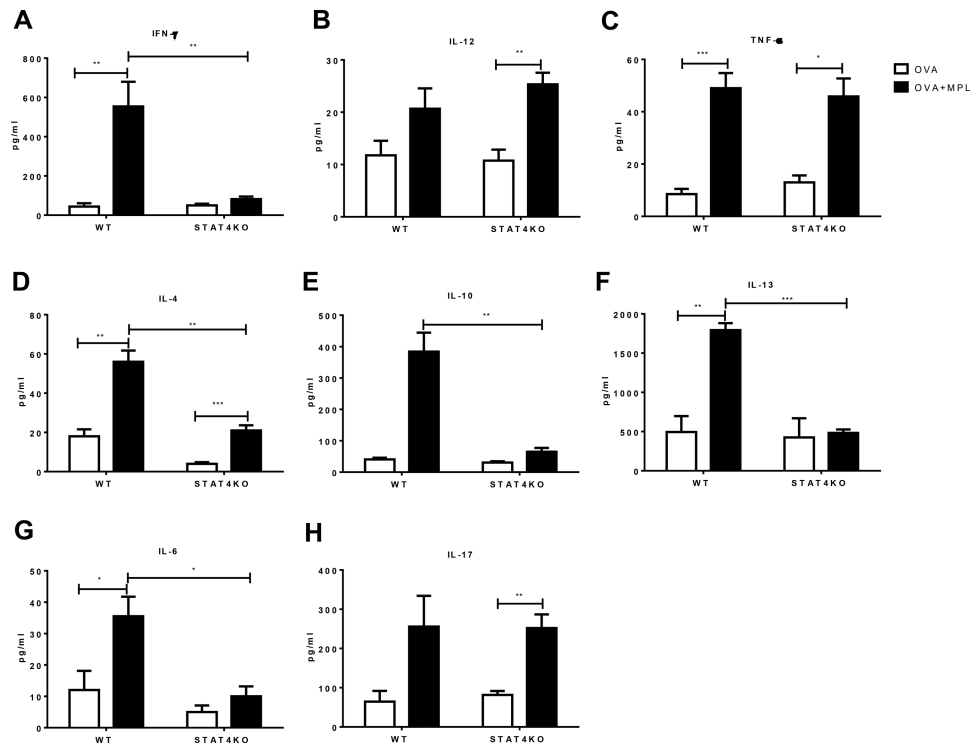 A
IFN-γ
**
**
pg/ml
800
600
400
200
0
WT
STAT4KO
B
IL-12
**
pg/ml
30
20
10
0
WT
STAT4KO
C
TNF-α
***
*
pg/ml
60
40
20
0
WT
STAT4KO
OVA
OVA+MPL
D
IL-4
**
**
***
pg/ml
80
60
40
20
0
WT
STAT4KO
E
IL-10
**
pg/ml
500
400
300
200
100
0
WT
STAT4KO
F
IL-13
**
***
pg/ml
2000
1500
1000
500
0
WT
STAT4KO
G
IL-6
*
*
pg/ml
50
40
30
20
10
0
WT
STAT4KO
H
IL-17
**
pg/ml
400
300
200
100
0
WT
STAT4KO